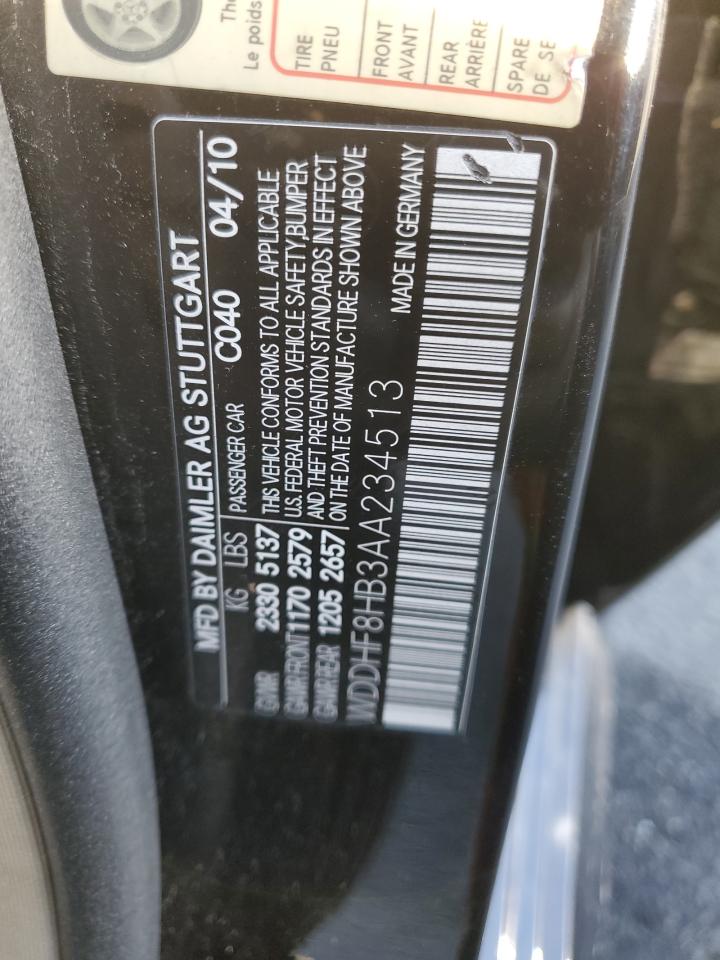 The
Le poids
TIRE
PNEU
FRONT
AVANT
REAR
ARRIÈRE
SPARE
DE SE
MFD BY DAIMLER AG STUTTGART
KG LBS PASSENGER CAR C040 04/10
GVWR 2330 5137 THIS VEHICLE CONFORMS TO ALL APPLICABLE
GAWR-FRONT 1170 2579 U.S. FEDERAL MOTOR VEHICLE SAFETY, BUMPER
GAWR-REAR 1205 2657 AND THEFT PREVENTION STANDARDS IN EFFECT
ON THE DATE OF MANUFACTURE SHOWN ABOVE
WDDHF8HB3AA234513 MADE IN GERMANY